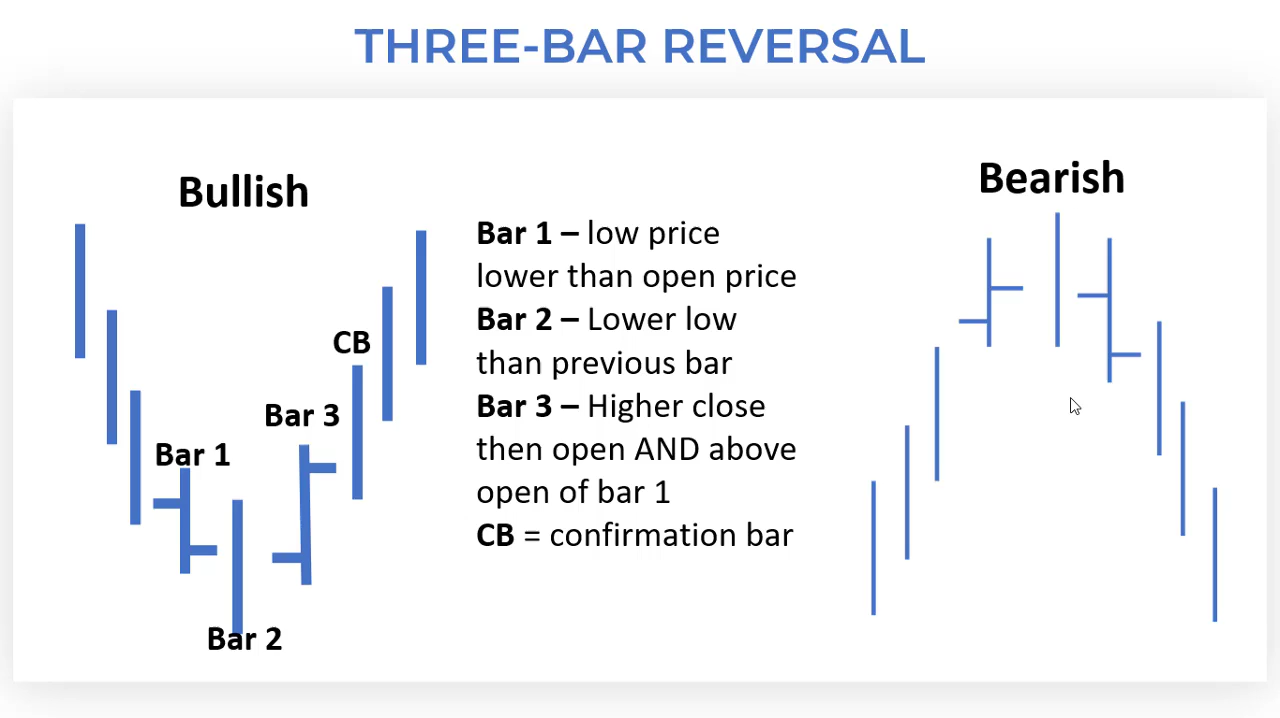 THREE-BAR REVERSAL
Bullish
Bearish
Bar 1 – low price
lower than open price
Bar 2 – Lower low
than previous bar
Bar 3 – Higher close
then open AND above
open of bar 1
CB = confirmation bar
CB
Bar 3
Bar 1
Bar 2